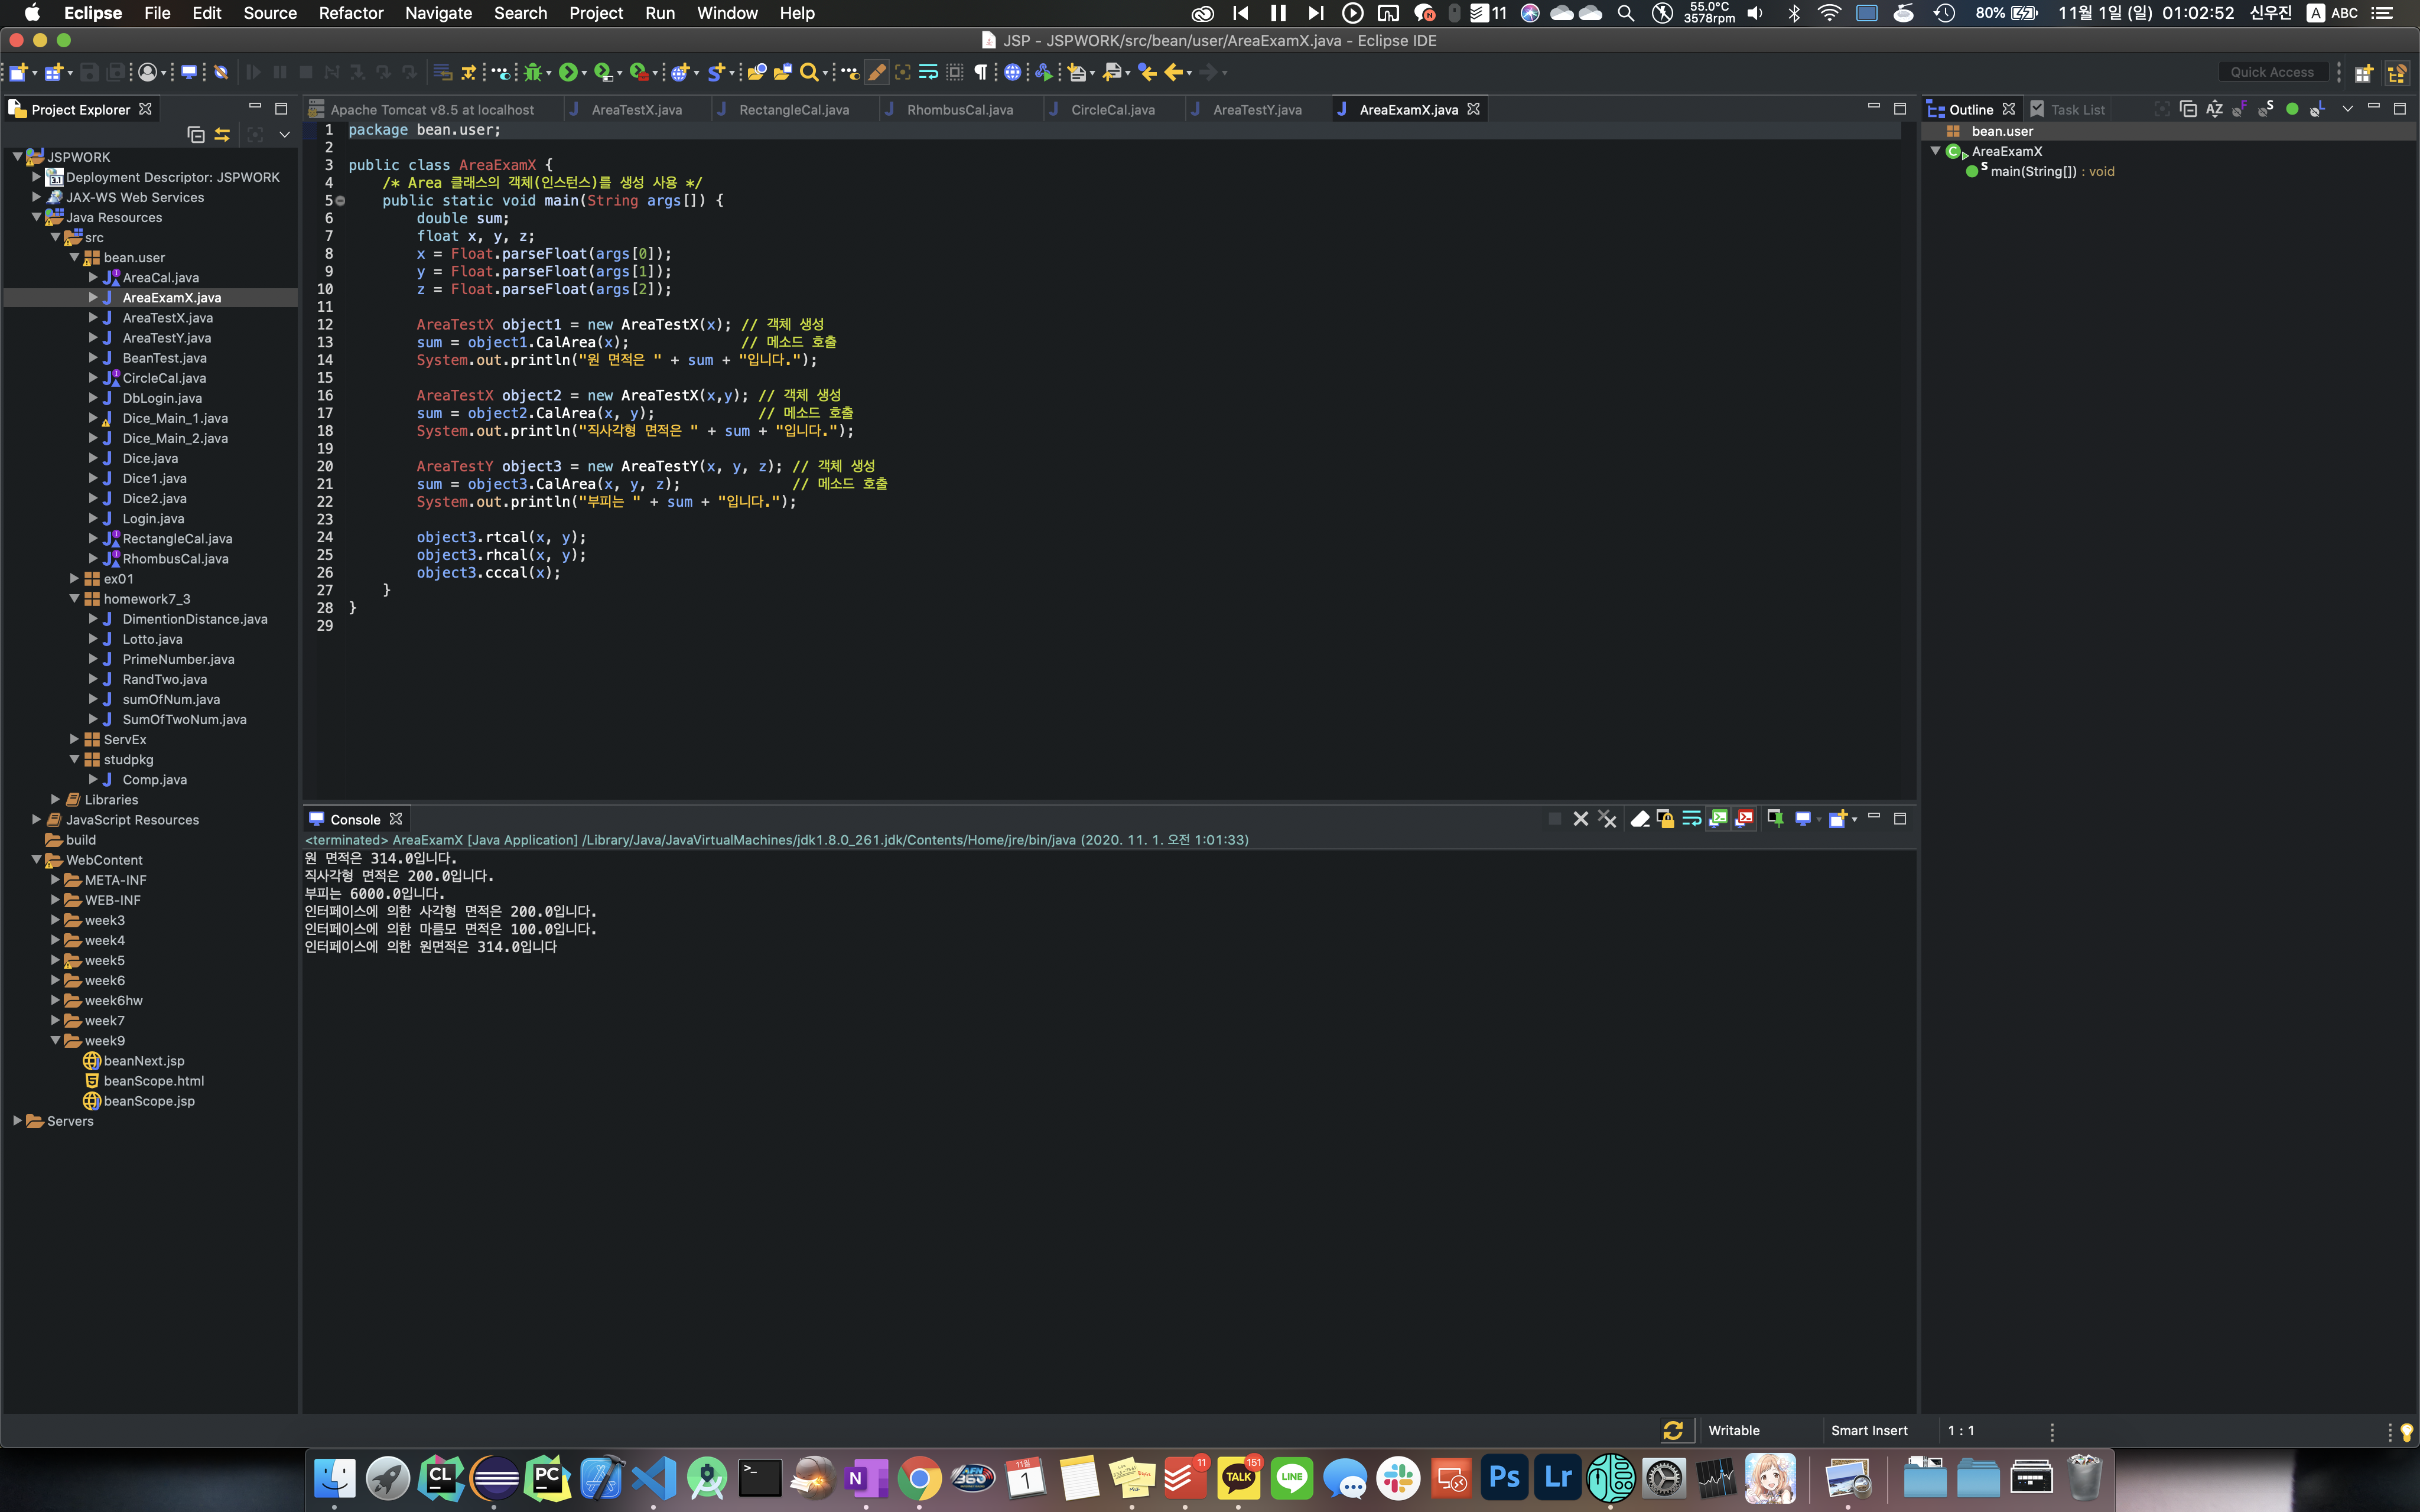 Eclipse File Edit Source Refactor Navigate Search Project Run Window Help
11 55.0°C 3578rpm 80% 11월 1일 (일) 01:02:52 신우진 A ABC
JSP - JSPWORK/src/bean/user/AreaExamX.java - Eclipse IDE
Quick Access
Project Explorer
JSPWORK
Deployment Descriptor: JSPWORK
JAX-WS Web Services
Java Resources
src
bean.user
AreaCal.java
AreaExamX.java
AreaTestX.java
AreaTestY.java
BeanTest.java
CircleCal.java
DbLogin.java
Dice_Main_1.java
Dice_Main_2.java
Dice.java
Dice1.java
Dice2.java
Login.java
RectangleCal.java
RhombusCal.java
ex01
homework7_3
DimentionDistance.java
Lotto.java
PrimeNumber.java
RandTwo.java
sumOfNum.java
SumOfTwoNum.java
ServEx
studpkg
Comp.java
Libraries
JavaScript Resources
build
WebContent
META-INF
WEB-INF
week3
week4
week5
week6
week6hw
week7
week9
beanNext.jsp
beanScope.html
beanScope.jsp
Servers
Apache Tomcat v8.5 at localhost AreaTestX.java RectangleCal.java RhombusCal.java CircleCal.java AreaTestY.java AreaExamX.java
1 package bean.user;
2
3 public class AreaExamX {
4 /* Area 클래스의 객체(인스턴스)를 생성 사용 */
5 public static void main(String args[]) {
6 double sum;
7 float x, y, z;
8 x = Float.parseFloat(args[0]);
9 y = Float.parseFloat(args[1]);
10 z = Float.parseFloat(args[2]);
11
12 AreaTestX object1 = new AreaTestX(x); // 객체 생성
13 sum = object1.CalArea(x); // 메소드 호출
14 System.out.println("원 면적은 " + sum + "입니다.");
15
16 AreaTestX object2 = new AreaTestX(x,y); // 객체 생성
17 sum = object2.CalArea(x, y); // 메소드 호출
18 System.out.println("직사각형 면적은 " + sum + "입니다.");
19
20 AreaTestY object3 = new AreaTestY(x, y, z); // 객체 생성
21 sum = object3.CalArea(x, y, z); // 메소드 호출
22 System.out.println("부피는 " + sum + "입니다.");
23
24 object3.rtcal(x, y);
25 object3.rhcal(x, y);
26 object3.cccal(x);
27 }
28 }
29
Console
<terminated> AreaExamX [Java Application] /Library/Java/JavaVirtualMachines/jdk1.8.0_261.jdk/Contents/Home/jre/bin/java (2020. 11. 1. 오전 1:01:33)
원 면적은 314.0입니다.
직사각형 면적은 200.0입니다.
부피는 6000.0입니다.
인터페이스에 의한 사각형 면적은 200.0입니다.
인터페이스에 의한 마름모 면적은 100.0입니다.
인터페이스에 의한 원면적은 314.0입니다
Outline Task List
bean.user
AreaExamX
main(String[]) : void
Writable Smart Insert 1 : 1
CL PC N 360 11월 1 11 TALK 151 LINE Ps Lr